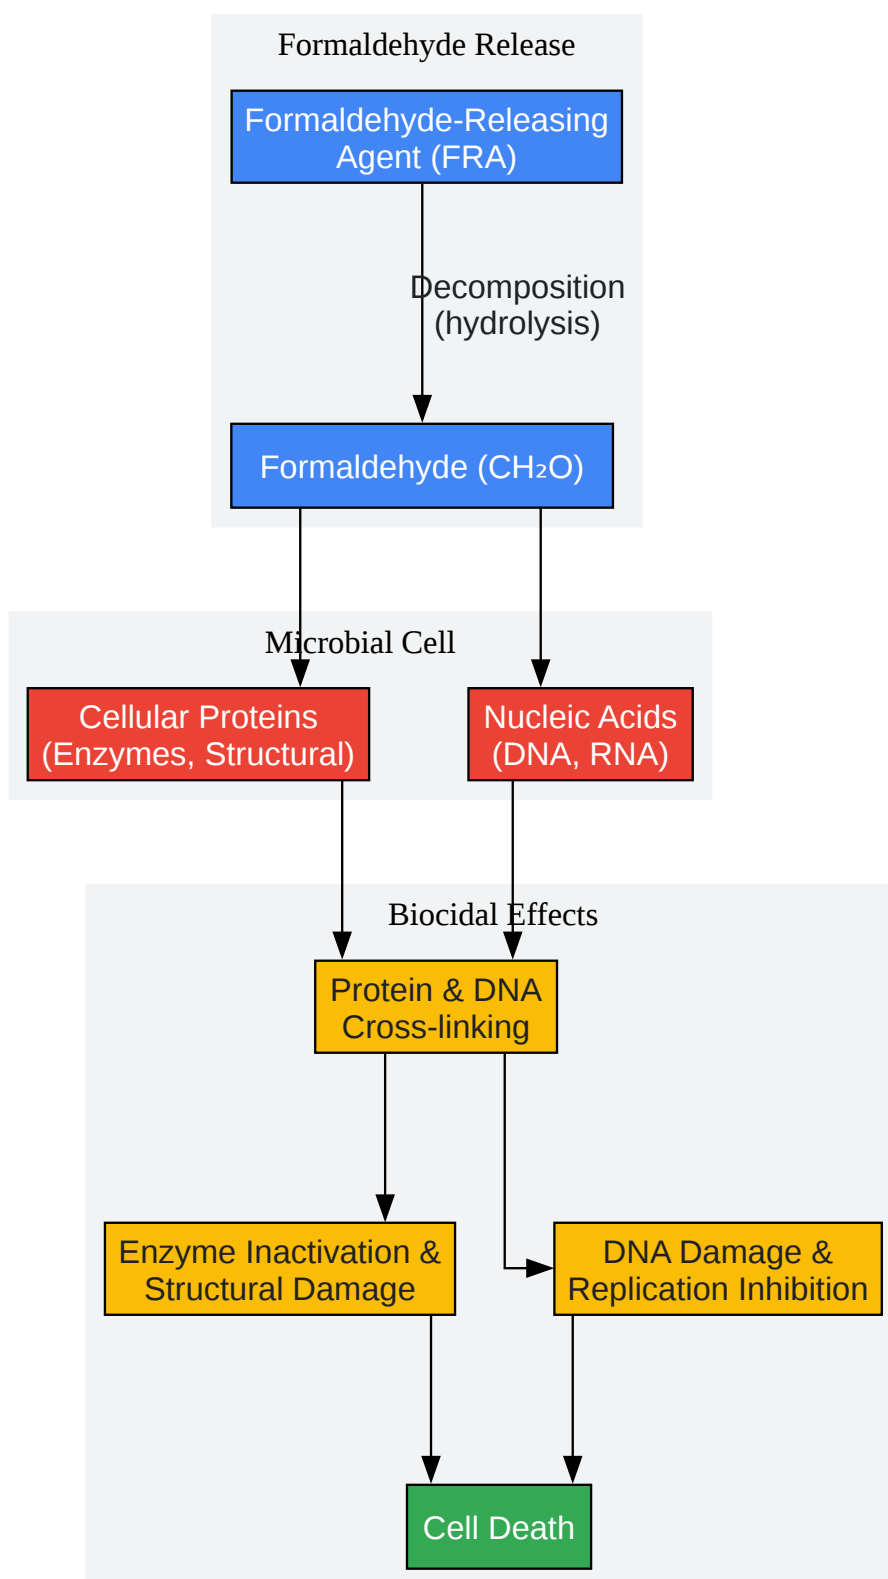 Formaldehyde Release
Formaldehyde-Releasing
Agent (FRA)
Decomposition
(hydrolysis)
Formaldehyde (CH₂O)
Microbial Cell
Cellular Proteins
(Enzymes, Structural)
Nucleic Acids
(DNA, RNA)
Biocidal Effects
Protein & DNA
Cross-linking
Enzyme Inactivation &
Structural Damage
DNA Damage &
Replication Inhibition
Cell Death